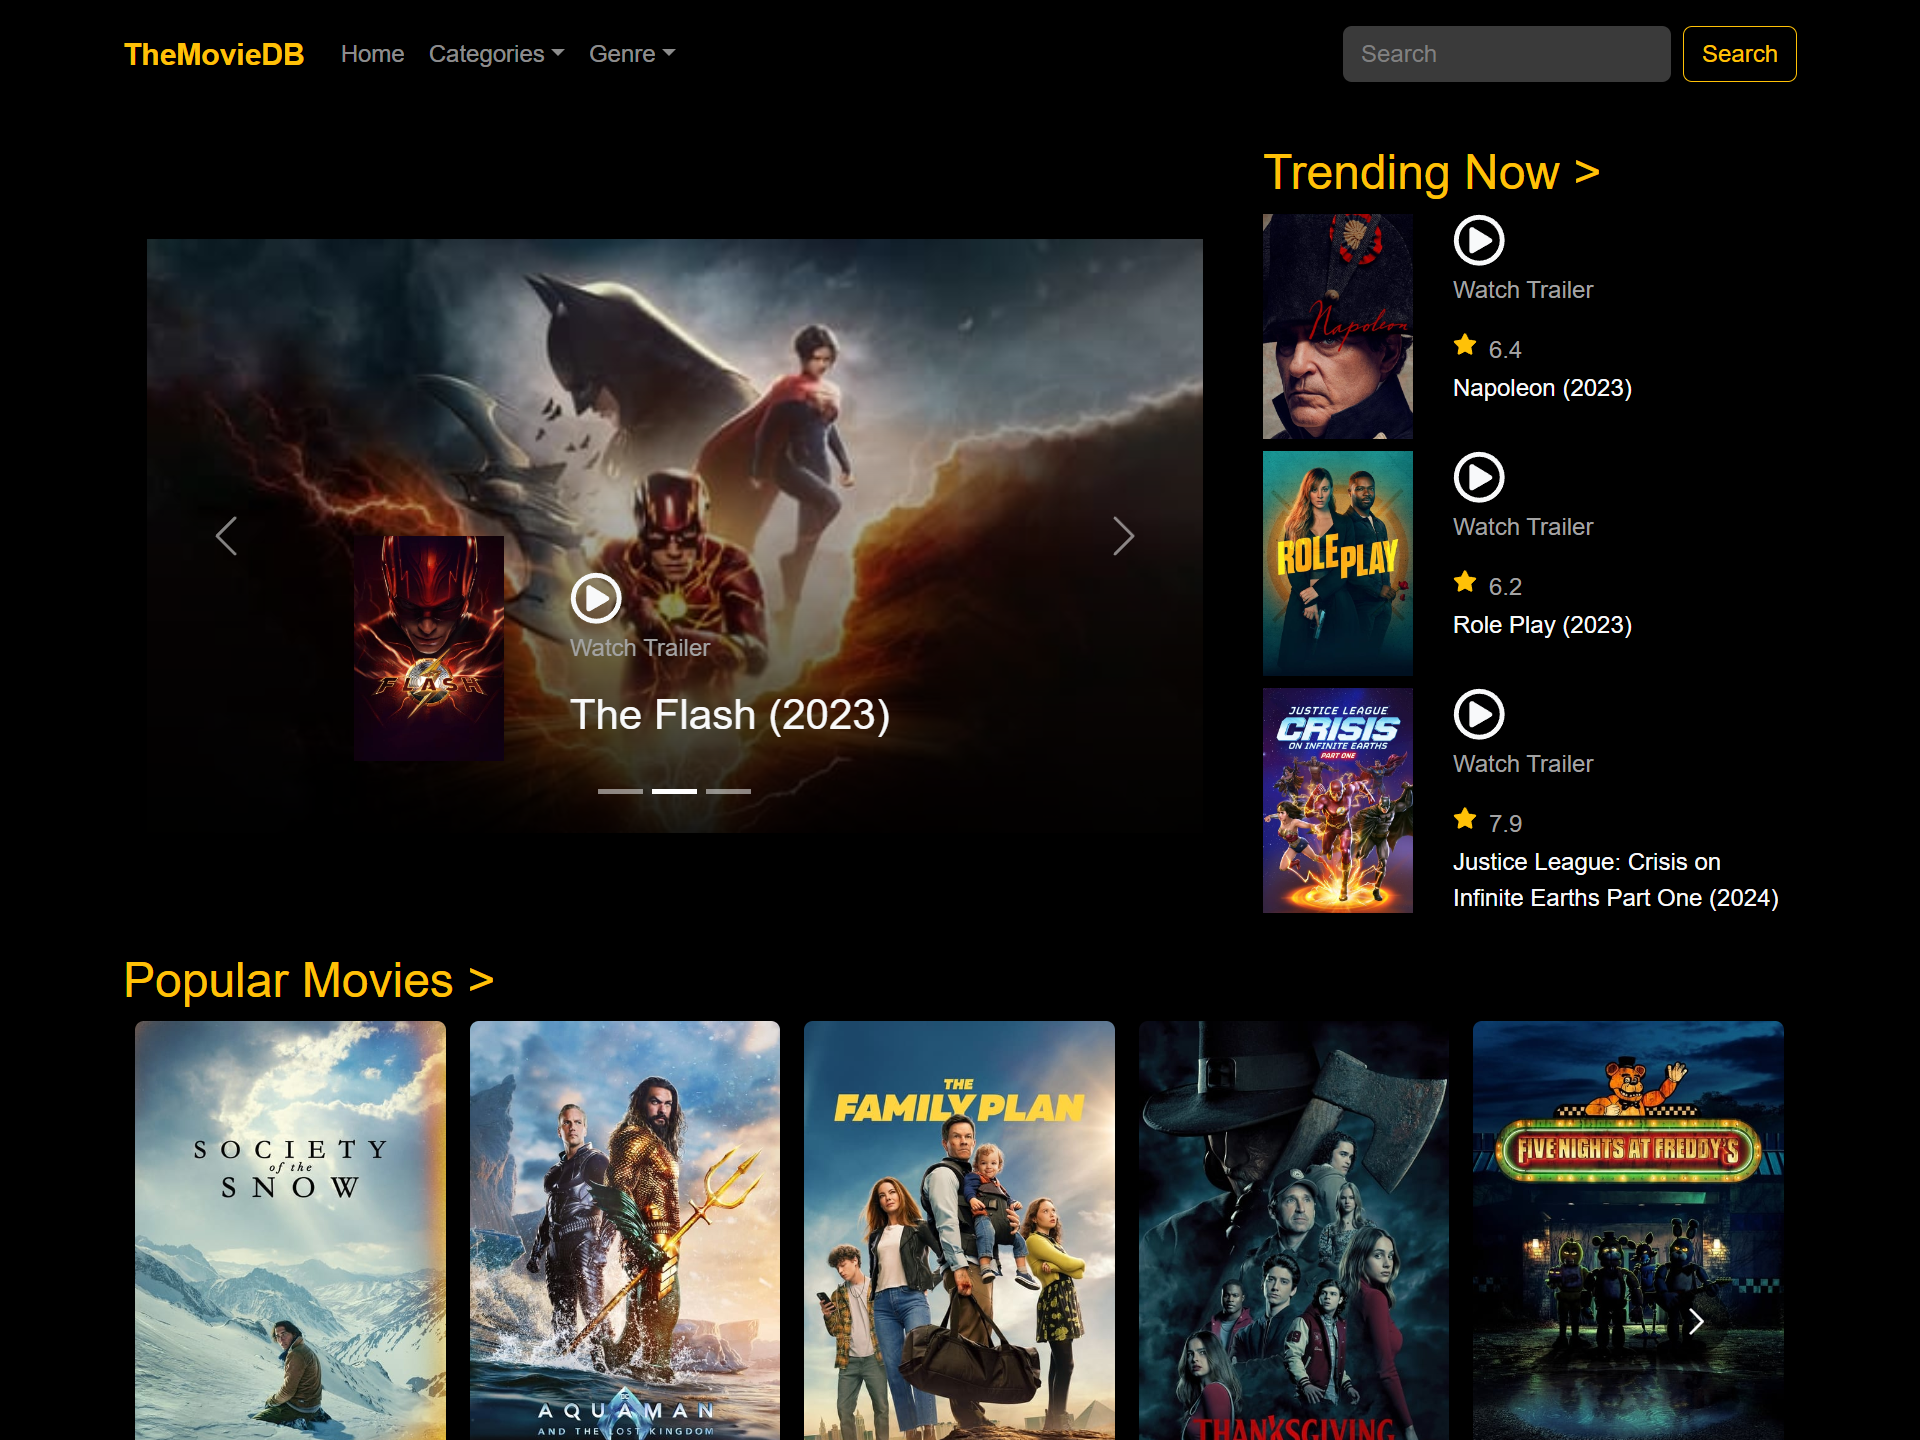 TheMovieDB
Home
Categories
Genre
Search
Search
Trending Now >
Napoleon
Watch Trailer
6.4
Napoleon (2023)
ROLE PLAY
Watch Trailer
6.2
Role Play (2023)
JUSTICE LEAGUE
CRISIS
ON INFINITE EARTHS
PART ONE
Watch Trailer
7.9
Justice League: Crisis on
Infinite Earths Part One (2024)
FLASH
Watch Trailer
The Flash (2023)
Popular Movies >
SOCIETY
of the
SNOW
AQUAMAN
AND THE LOST KINGDOM
THE
FAMILY PLAN
THANKSGIVING
FIVE NIGHTS AT FREDDY'S